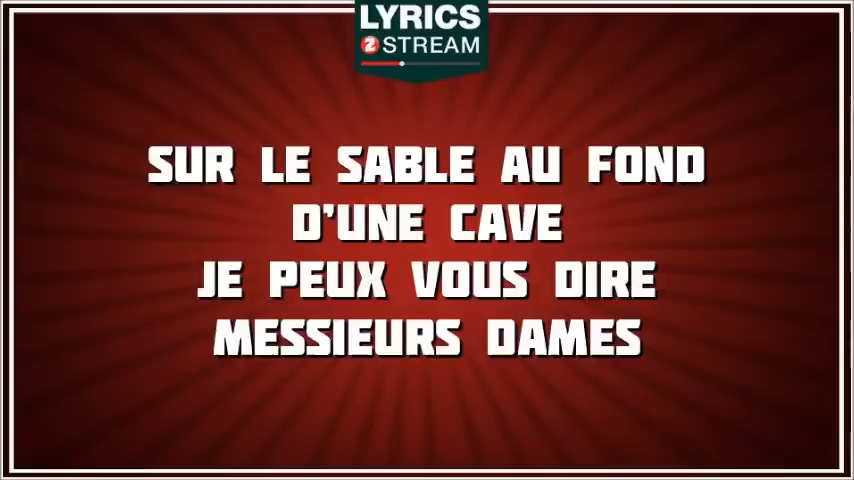 LYRICS
2 STREAM
SUR LE SABLE AU FOND
D'UNE CAVE
JE PEUX VOUS DIRE
MESSIEURS DAMES